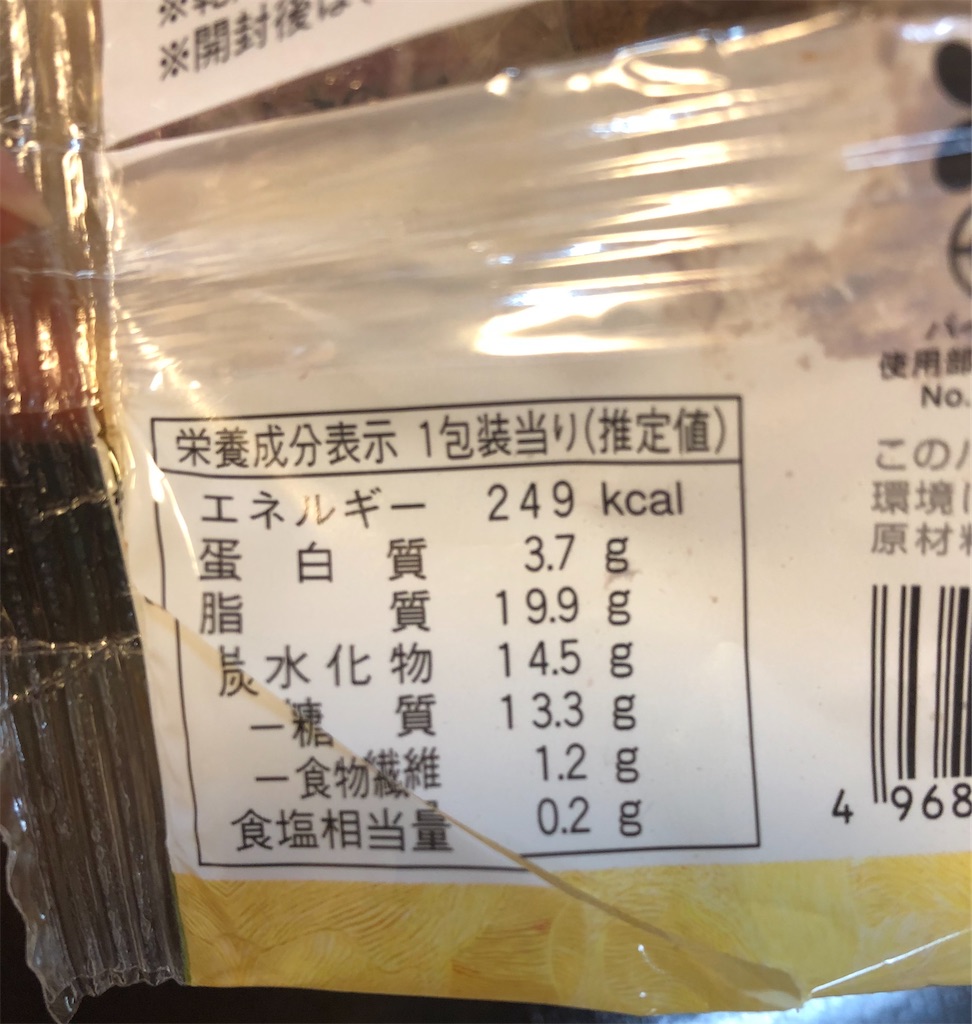 ※開封後は
栄養成分表示 1包装当り(推定値)
エネルギー 249 kcal
蛋白質 3.7 g
脂質 19.9 g
炭水化物 14.5 g
ー糖質 13.3 g
ー食物繊維 1.2 g
食塩相当量 0.2 g
使用部
No.
この
環境
原材料
4 968